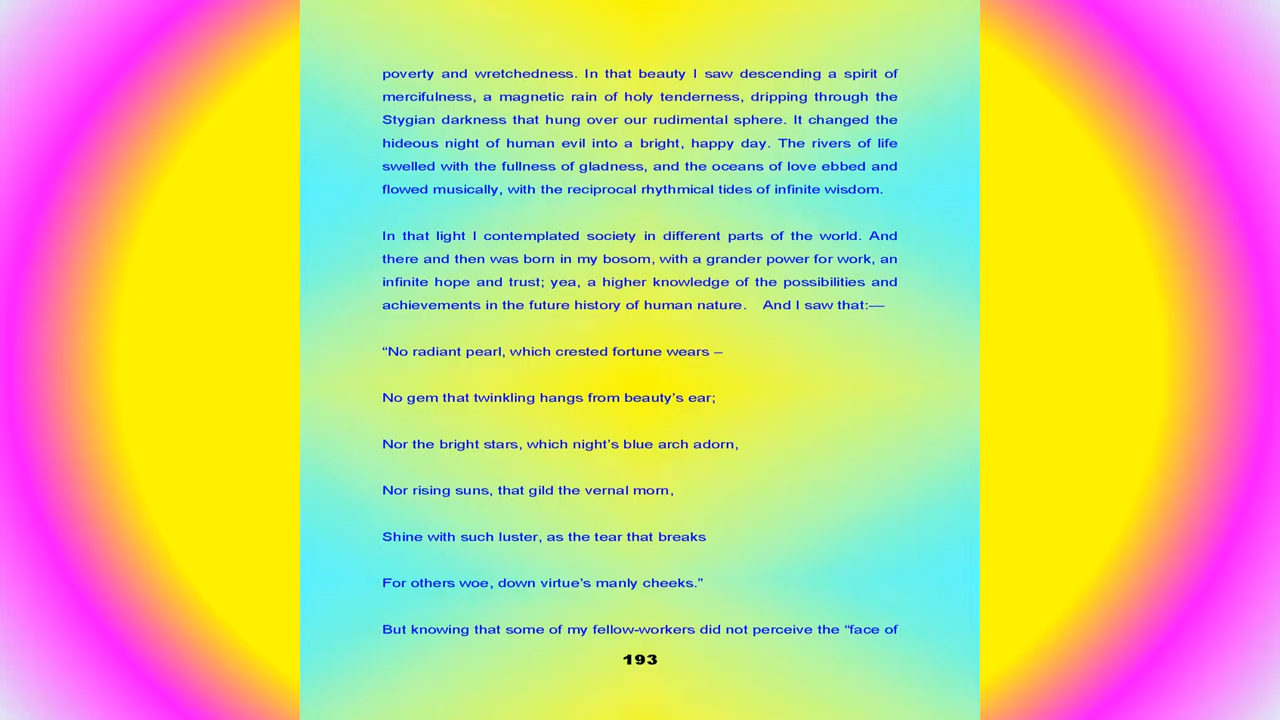 poverty and wretchedness. In that beauty I saw descending a spirit of
mercifulness, a magnetic rain of holy tenderness, dripping through the
Stygian darkness that hung over our rudimental sphere. It changed the
hideous night of human evil into a bright, happy day. The rivers of life
swelled with the fullness of gladness, and the oceans of love ebbed and
flowed musically, with the reciprocal rhythmical tides of infinite wisdom.
In that light I contemplated society in different parts of the world. And
there and then was born in my bosom, with a grander power for work, an
infinite hope and trust; yea, a higher knowledge of the possibilities and
achievements in the future history of human nature. And I saw that:—
“No radiant pearl, which crested fortune wears –
No gem that twinkling hangs from beauty’s ear;
Nor the bright stars, which night’s blue arch adorn,
Nor rising suns, that gild the vernal morn,
Shine with such luster, as the tear that breaks
For others woe, down virtue’s manly cheeks.”
But knowing that some of my fellow-workers did not perceive the “face of
193